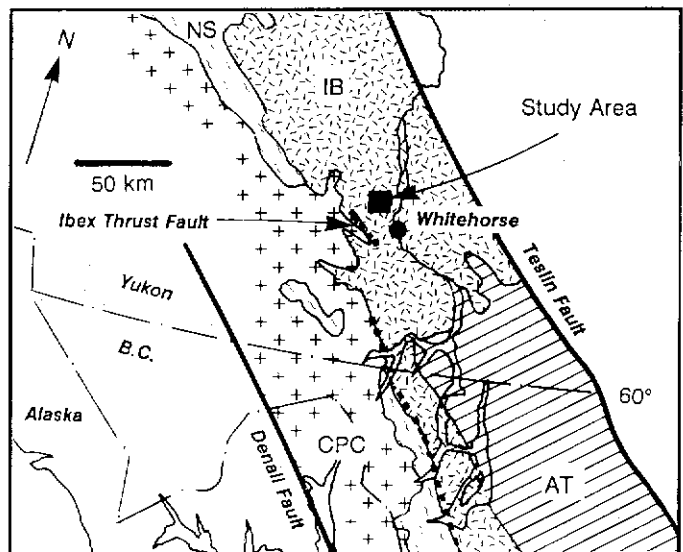 NS
N
IB
Study Area
50 km
Ibex Thrust Fault
Whitehorse
Teslin Fault
Yukon
B.C.
60°
Alaska
Denali Fault
CPC
AT